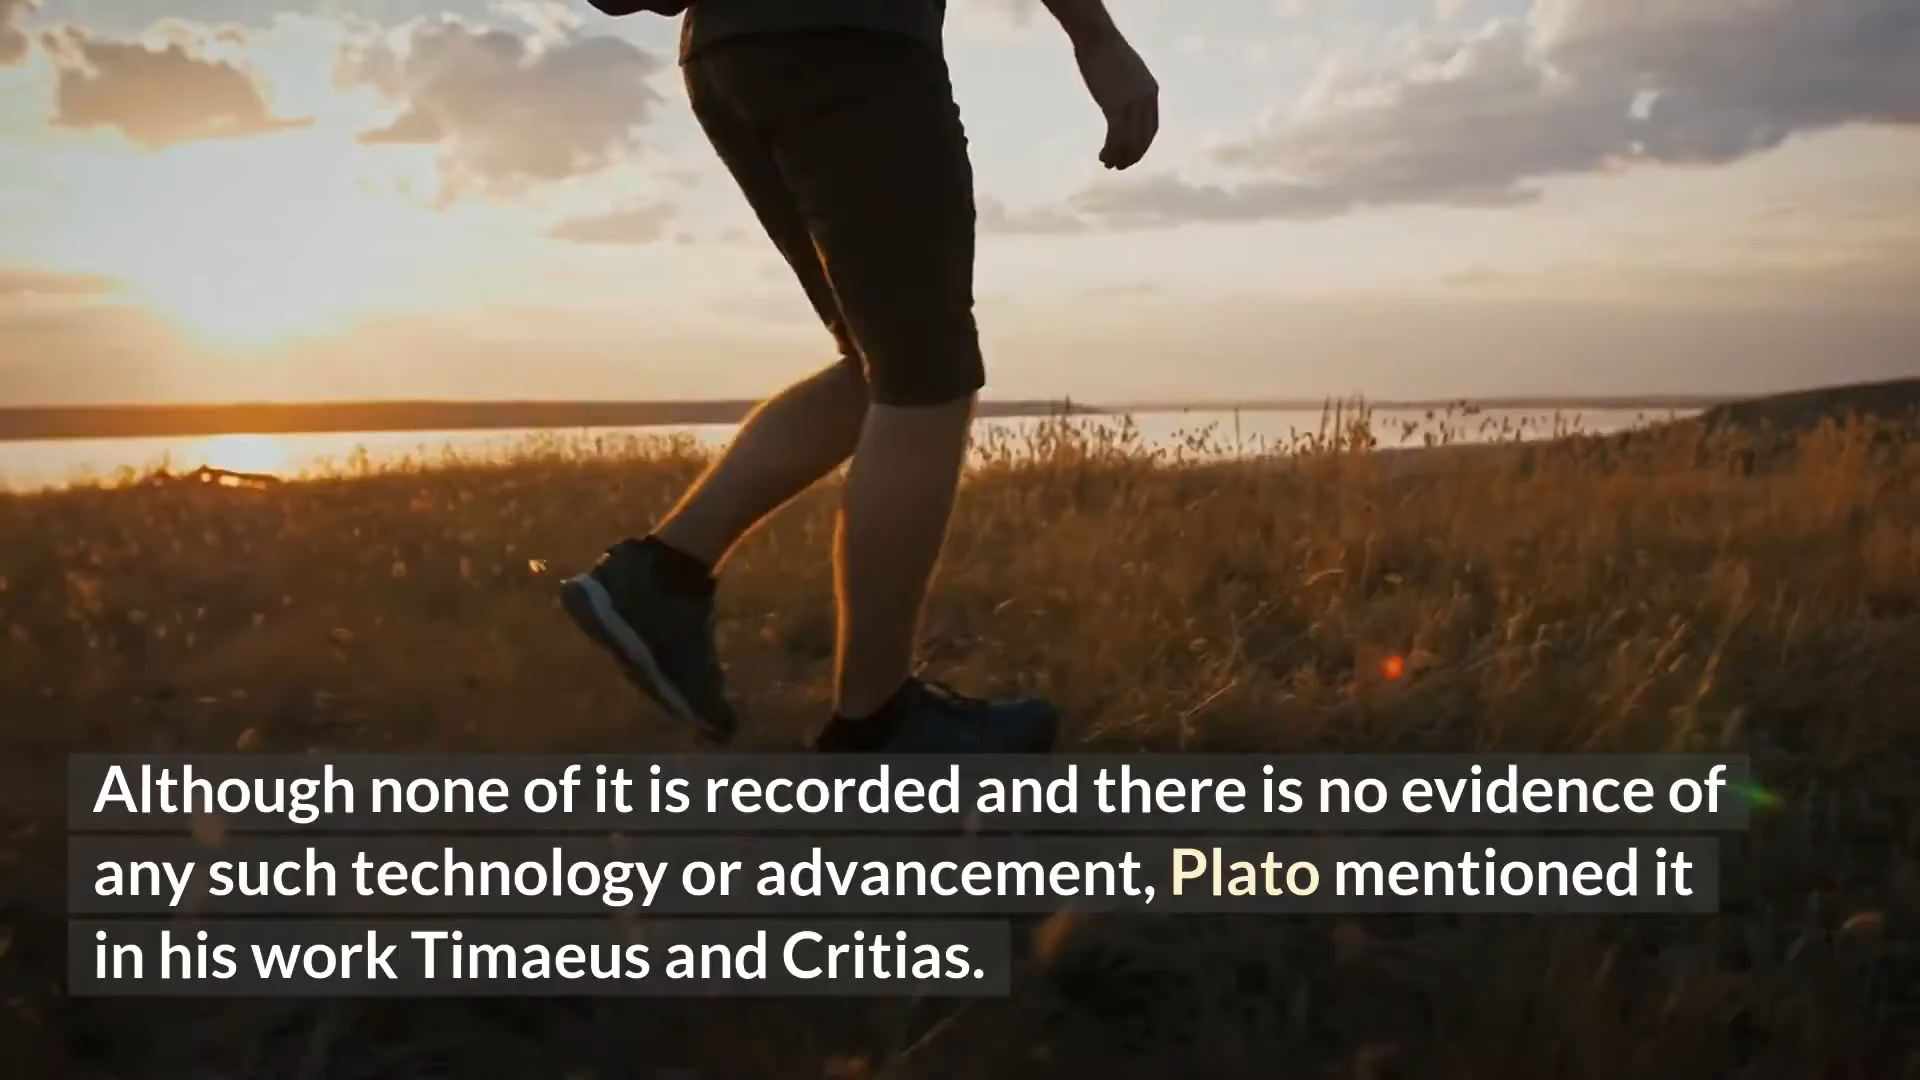 Although none of it is recorded and there is no evidence of
any such technology or advancement, Plato mentioned it
in his work Timaeus and Critias.